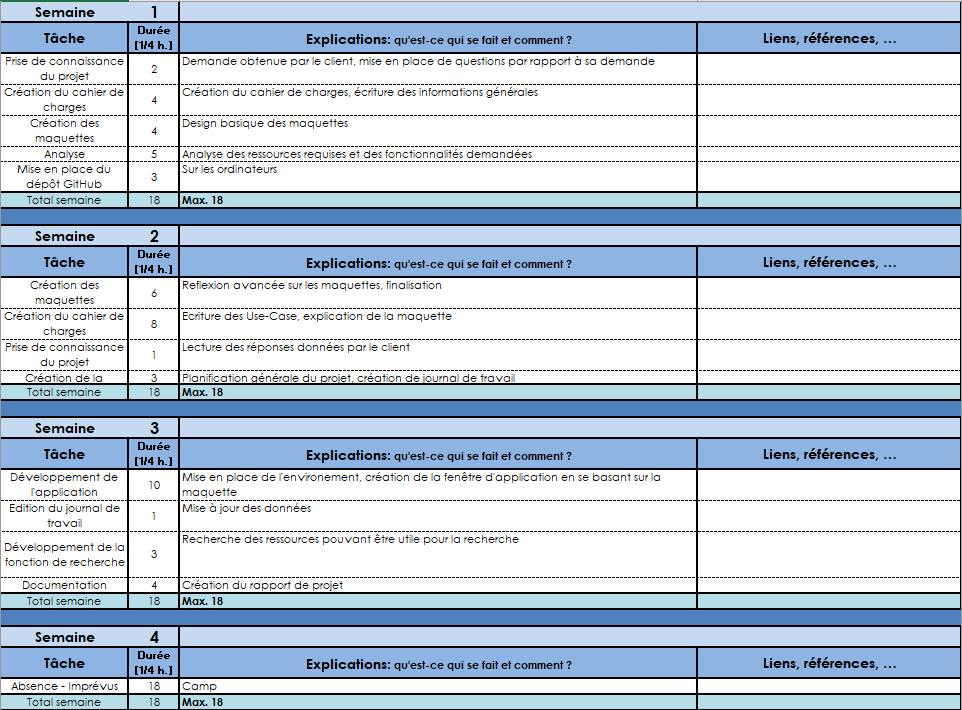 Semaine 1
Tâche Durée [1/4 h.] Explications: qu'est-ce qui se fait et comment ? Liens, références, …
Prise de connaissance du projet 2 Demande obtenue par le client, mise en place de questions par rapport à sa demande
Création du cahier de charges 4 Création du cahier de charges, écriture des informations générales
Création des maquettes 4 Design basique des maquettes
Analyse 5 Analyse des ressources requises et des fonctionnalités demandées
Mise en place du dépôt GitHub 3 Sur les ordinateurs
Total semaine 18 Max. 18
Semaine 2
Tâche Durée [1/4 h.] Explications: qu'est-ce qui se fait et comment ? Liens, références, …
Création des maquettes 6 Reflexion avancée sur les maquettes, finalisation
Création du cahier de charges 8 Ecriture des Use-Case, explication de la maquette
Prise de connaissance du projet 1 Lecture des réponses données par le client
Création de la 3 Planification générale du projet, création de journal de travail
Total semaine 18 Max. 18
Semaine 3
Tâche Durée [1/4 h.] Explications: qu'est-ce qui se fait et comment ? Liens, références, …
Développement de l'application 10 Mise en place de l'environement, création de la fenêtre d'application en se basant sur la maquette
Edition du journal de travail 1 Mise à jour des données
Développement de la fonction de recherche 3 Recherche des ressources pouvant être utile pour la recherche
Documentation 4 Création du rapport de projet
Total semaine 18 Max. 18
Semaine 4
Tâche Durée [1/4 h.] Explications: qu'est-ce qui se fait et comment ? Liens, références, …
Absence - Imprévus 18 Camp
Total semaine 18 Max. 18